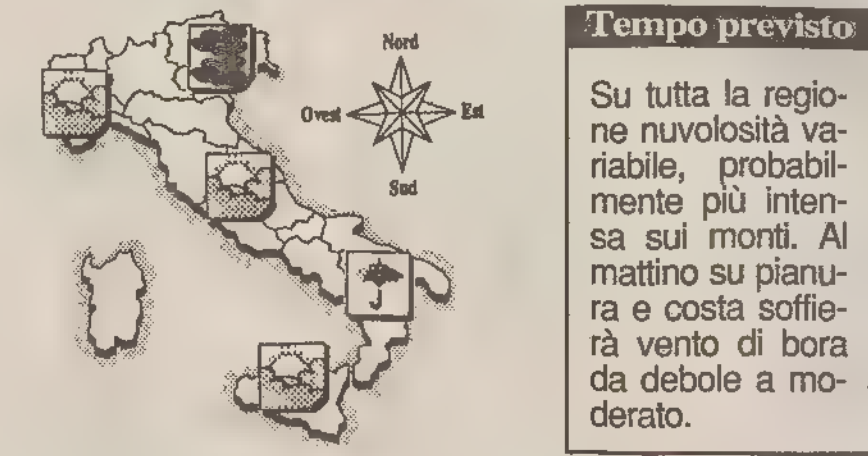 Nord
Ovest
Est
Sud
Tempo previsto
Su tutta la regio-
ne nuvolosità va-
riabile, probabil-
mente più inten-
sa sui monti. Al
mattino su pianu-
ra e costa soffie-
rà vento di bora
da debole a mo-
derato.